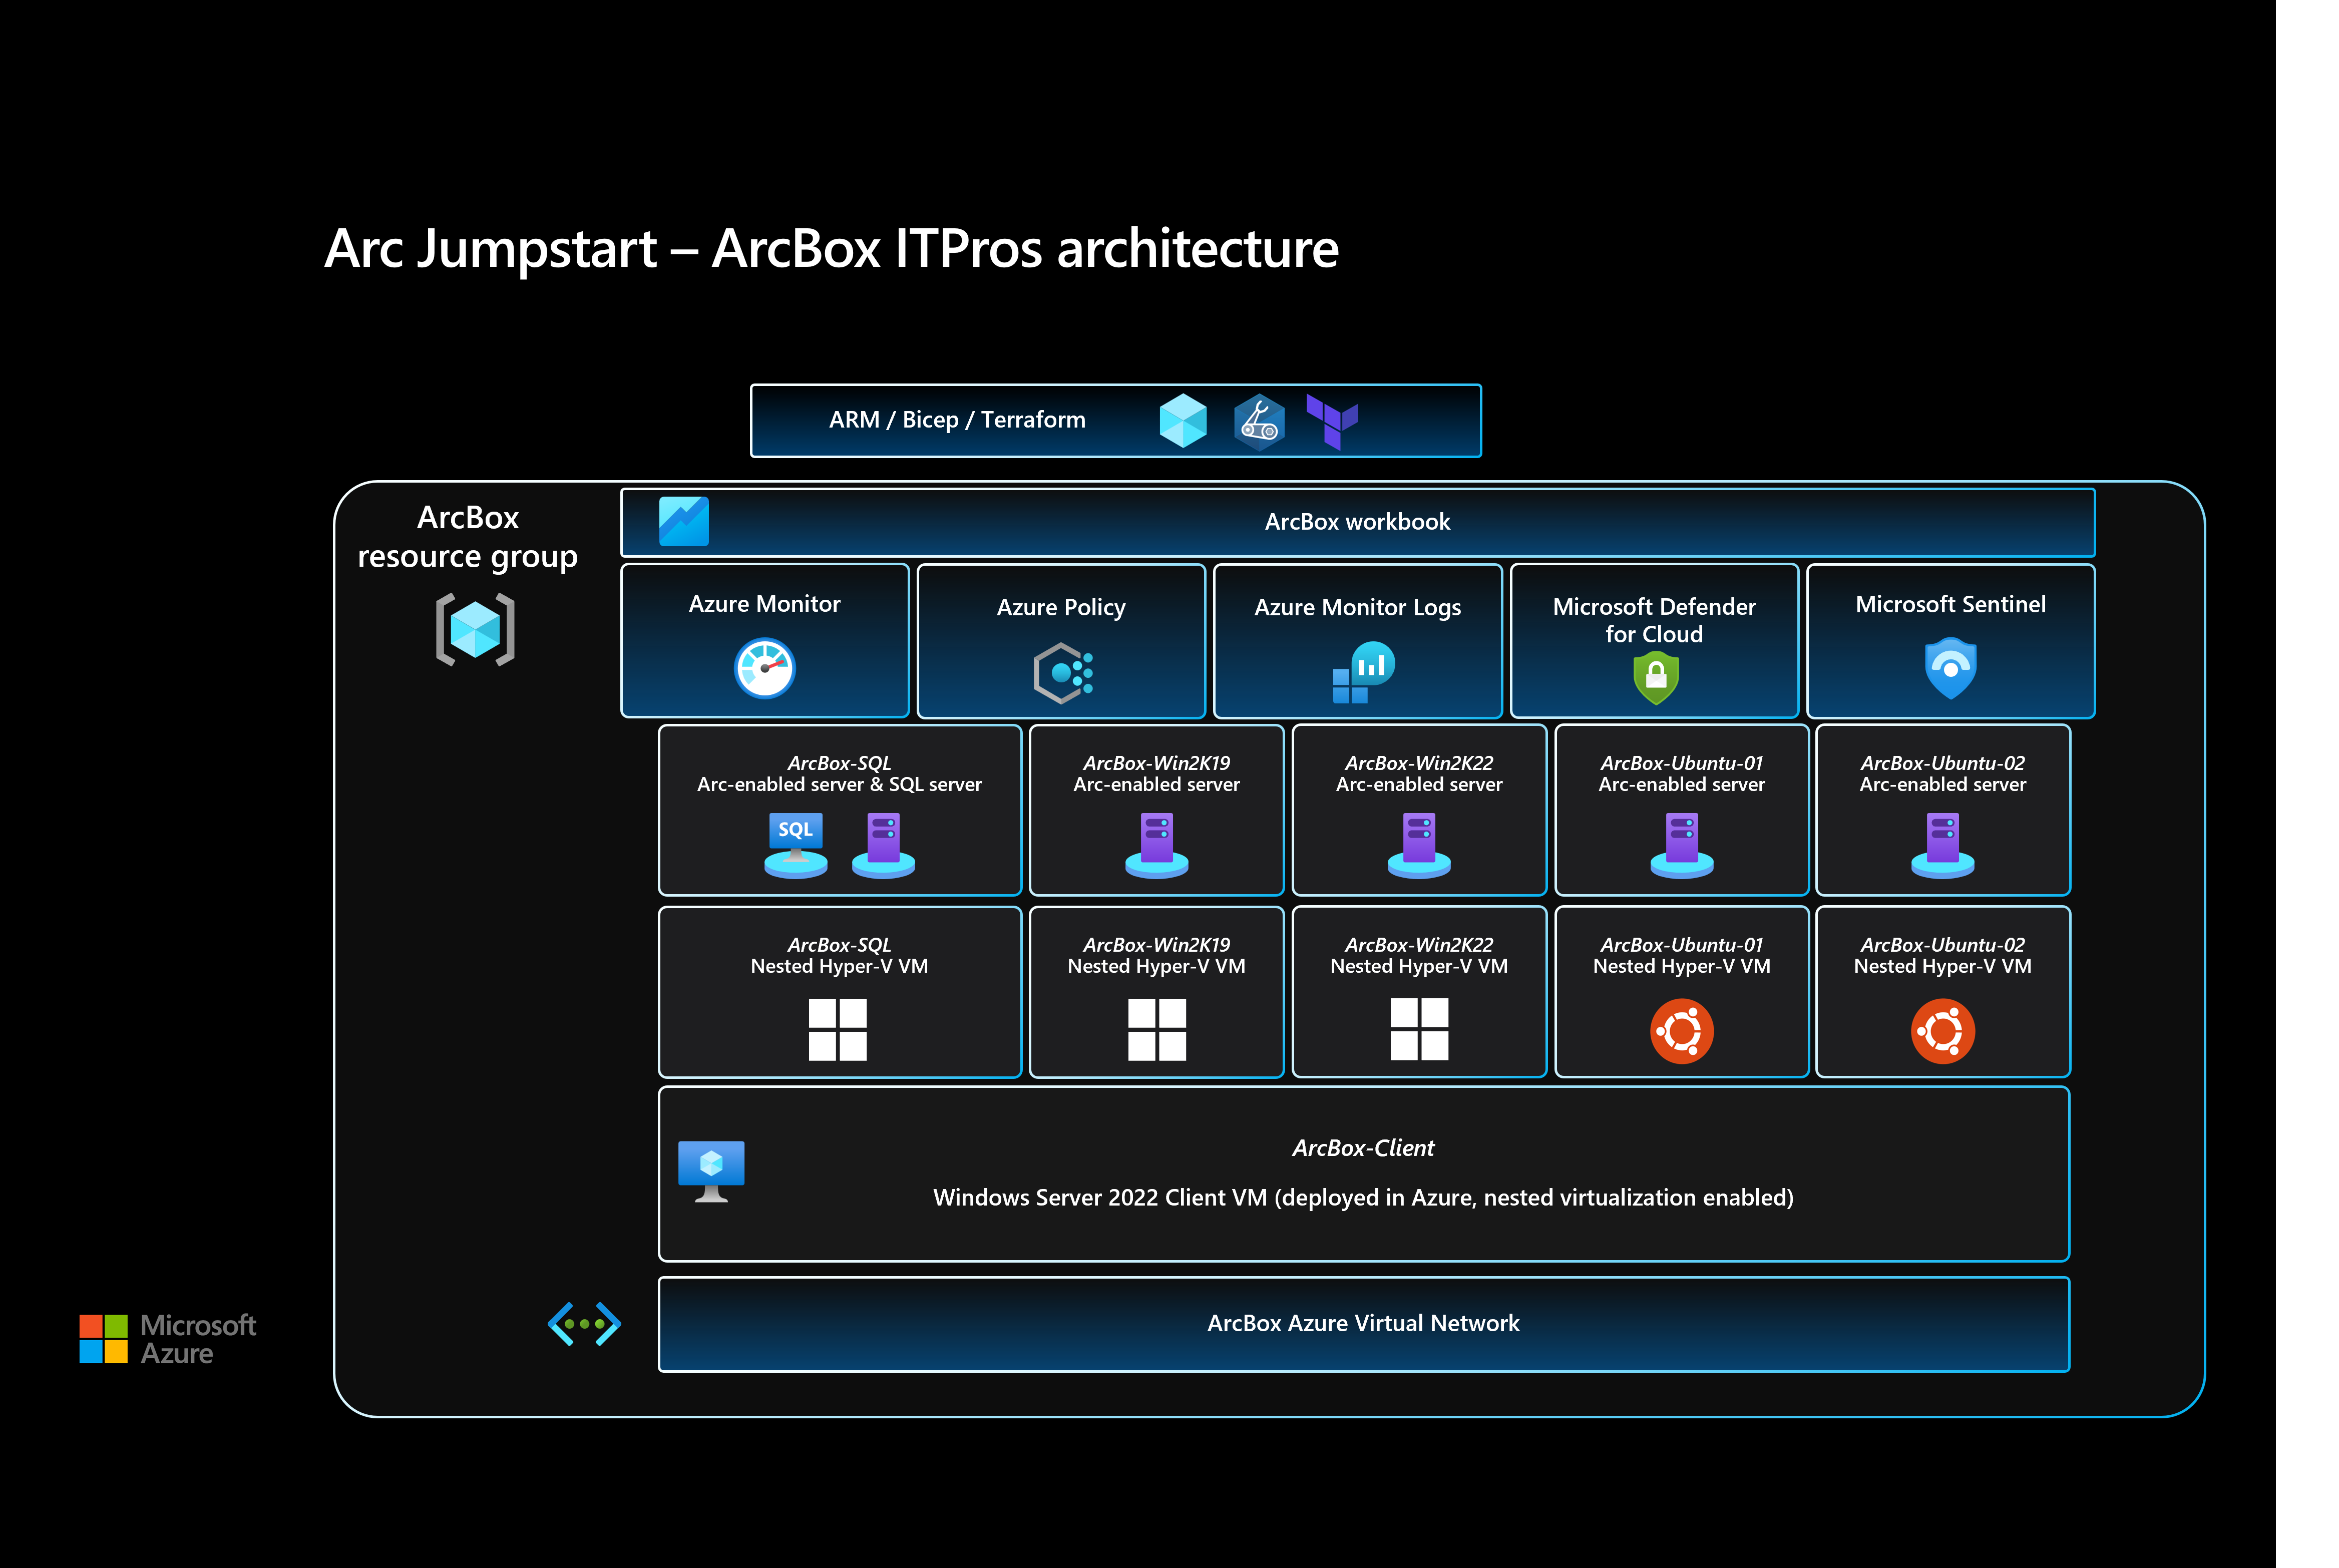 Arc Jumpstart – ArcBox ITPros architecture
ARM / Bicep / Terraform
ArcBox
resource group
ArcBox workbook
Azure Monitor
Azure Policy
Azure Monitor Logs
Microsoft Defender
for Cloud
Microsoft Sentinel
ArcBox-SQL
Arc-enabled server & SQL server
SQL
ArcBox-Win2K19
Arc-enabled server
ArcBox-Win2K22
Arc-enabled server
ArcBox-Ubuntu-01
Arc-enabled server
ArcBox-Ubuntu-02
Arc-enabled server
ArcBox-SQL
Nested Hyper-V VM
ArcBox-Win2K19
Nested Hyper-V VM
ArcBox-Win2K22
Nested Hyper-V VM
ArcBox-Ubuntu-01
Nested Hyper-V VM
ArcBox-Ubuntu-02
Nested Hyper-V VM
ArcBox-Client
Windows Server 2022 Client VM (deployed in Azure, nested virtualization enabled)
ArcBox Azure Virtual Network
Microsoft
Azure